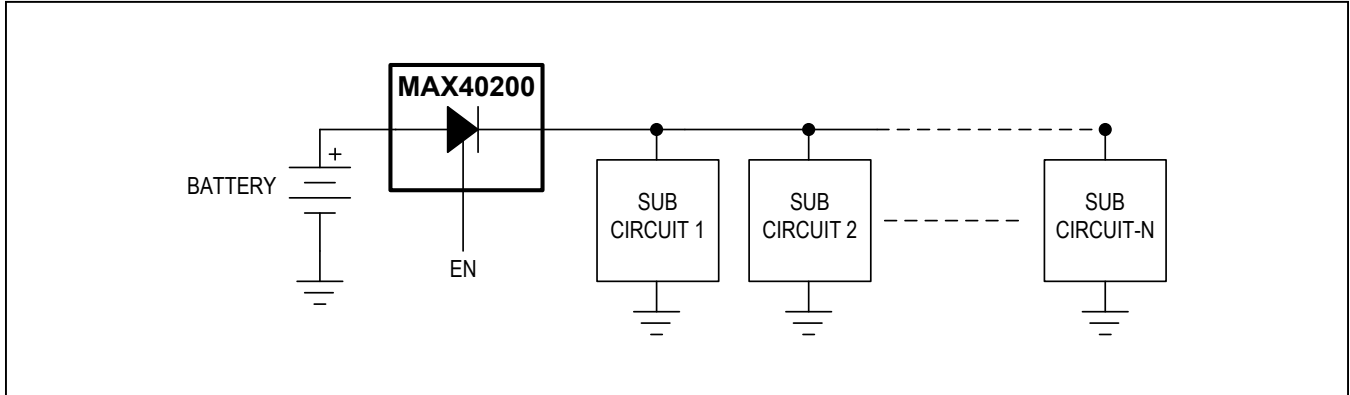 MAX40200
+
BATTERY
EN
SUB
CIRCUIT 1
SUB
CIRCUIT 2
SUB
CIRCUIT-N